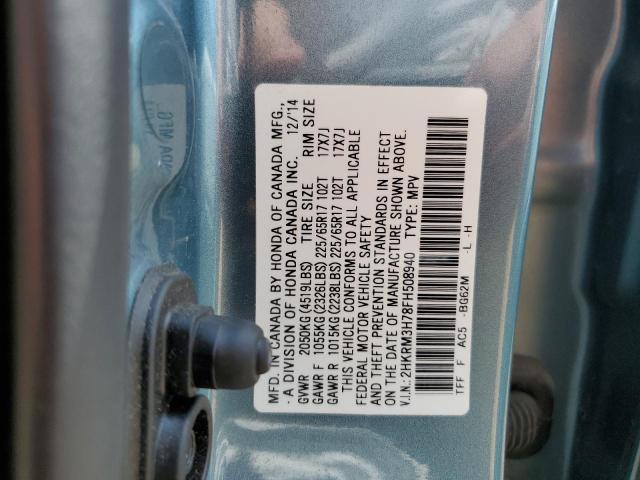 MFD. IN CANADA BY HONDA OF CANADA MFG.,
- A DIVISION OF HONDA CANADA INC. 12/'14
GVWR 2050KG(4519LBS) TIRE SIZE RIM SIZE
GAWR F 1055KG(2326LBS) 225/65R17 102T 17X7J
GAWR R 1015KG(2238LBS) 225/65R17 102T 17X7J
THIS VEHICLE CONFORMS TO ALL APPLICABLE
FEDERAL MOTOR VEHICLE SAFETY
AND THEFT PREVENTION STANDARDS IN EFFECT
ON THE DATE OF MANUFACTURE SHOWN ABOVE.
V.I.N.:2HKRM3H78FH508940 TYPE: MPV
TFF F AC5 -BG62M -L -H